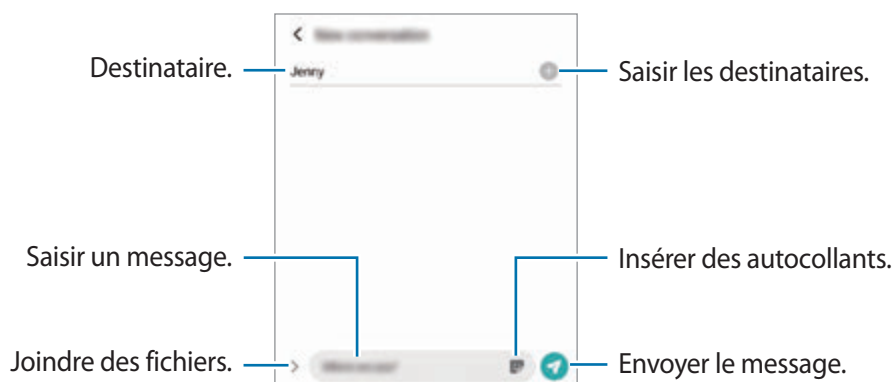 Destinataire.
Jenny
Saisir les destinataires.
Saisir un message.
Insérer des autocollants.
Joindre des fichiers.
Envoyer le message.